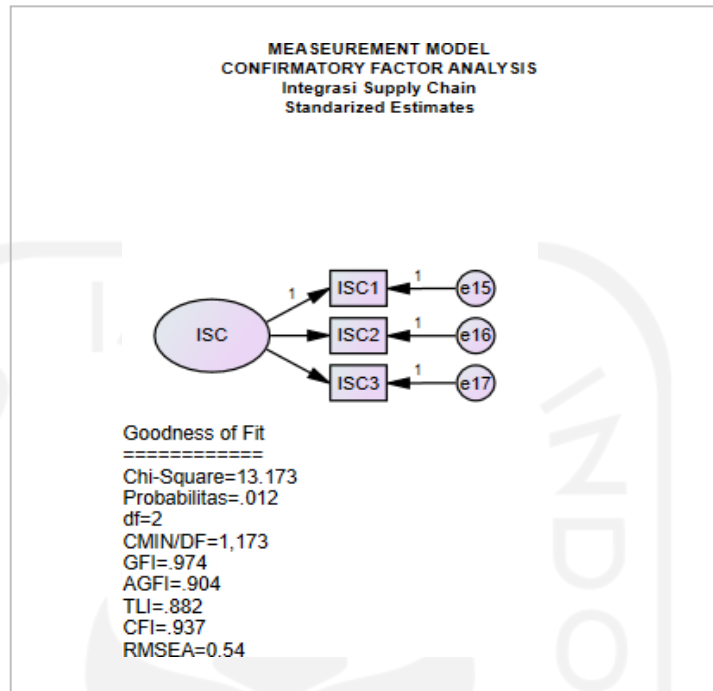 MEASEUREMENT MODEL
CONFIRMATORY FACTOR ANALYSIS
Integrasi Supply Chain
Standarized Estimates
ISC
1
ISC1
1
e15
ISC2
1
e16
ISC3
1
e17
Goodness of Fit
============
Chi-Square=13.173
Probabilitas=.012
df=2
CMIN/DF=1,173
GFI=.974
AGFI=.904
TLI=.882
CFI=.937
RMSEA=0.54
INDO